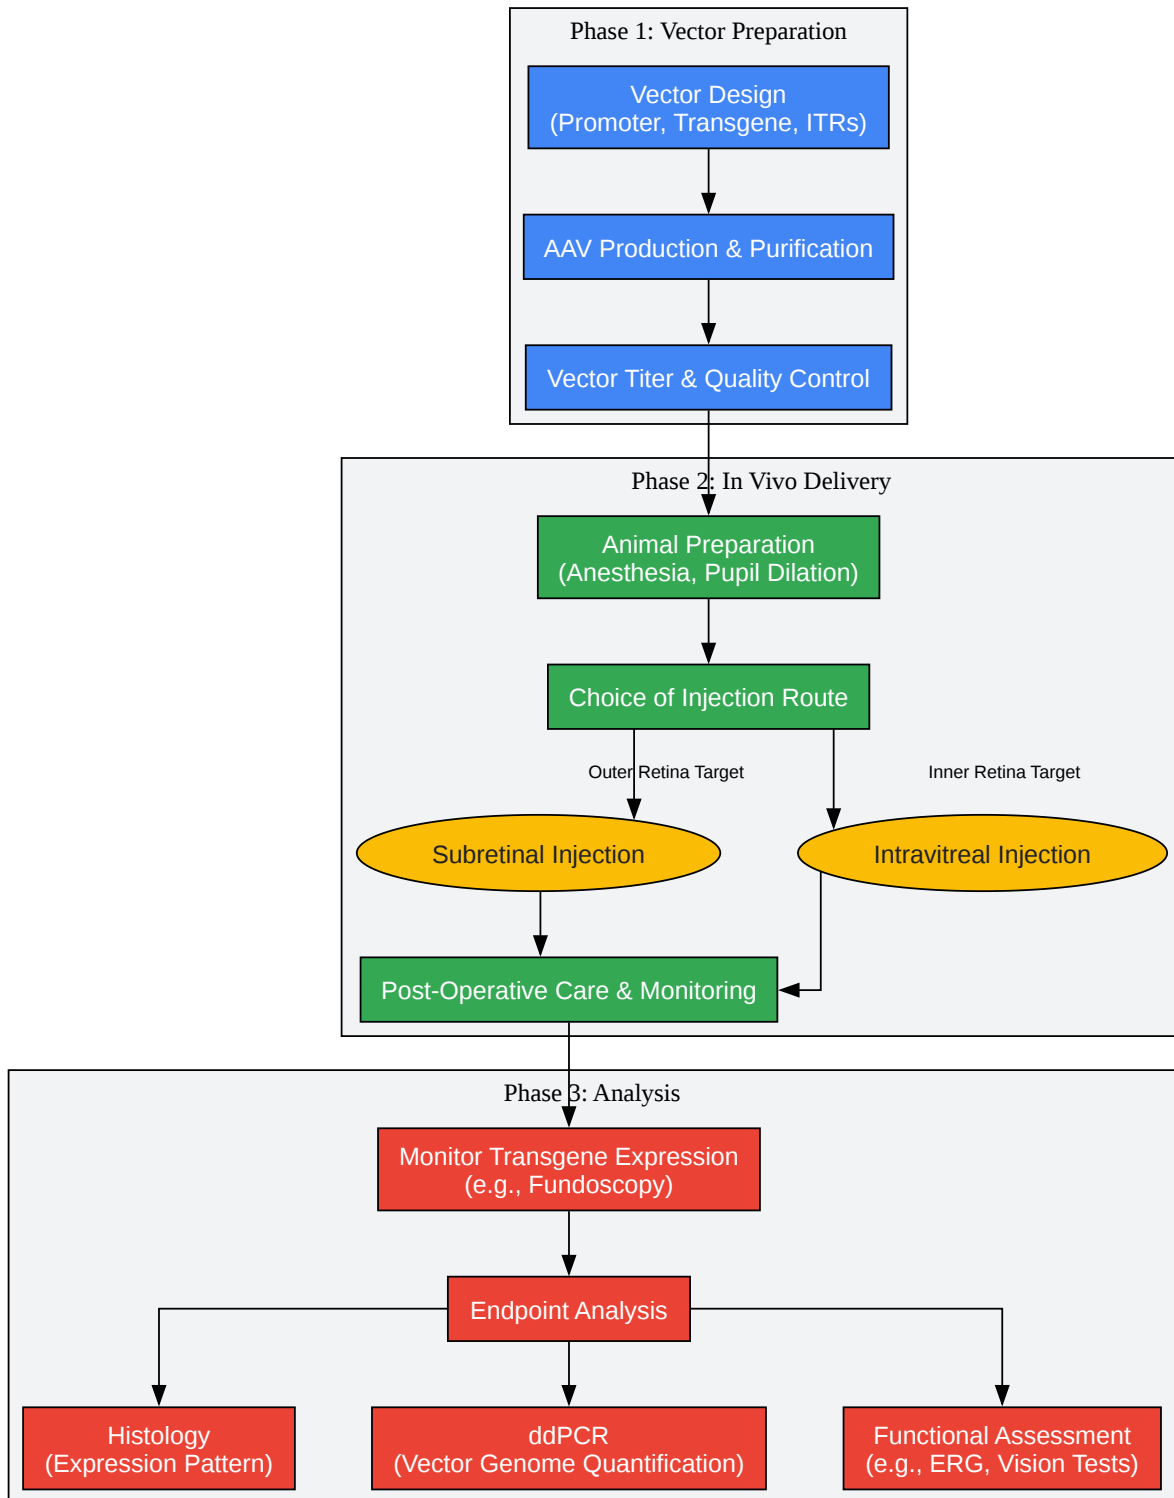 Phase 1: Vector Preparation
Vector Design
(Promoter, Transgene, ITRs)
AAV Production & Purification
Vector Titer & Quality Control
Phase 2: In Vivo Delivery
Animal Preparation
(Anesthesia, Pupil Dilation)
Choice of Injection Route
Outer Retina Target
Inner Retina Target
Subretinal Injection
Intravitreal Injection
Post-Operative Care & Monitoring
Phase 3: Analysis
Monitor Transgene Expression
(e.g., Fundoscopy)
Endpoint Analysis
Histology
(Expression Pattern)
ddPCR
(Vector Genome Quantification)
Functional Assessment
(e.g., ERG, Vision Tests)